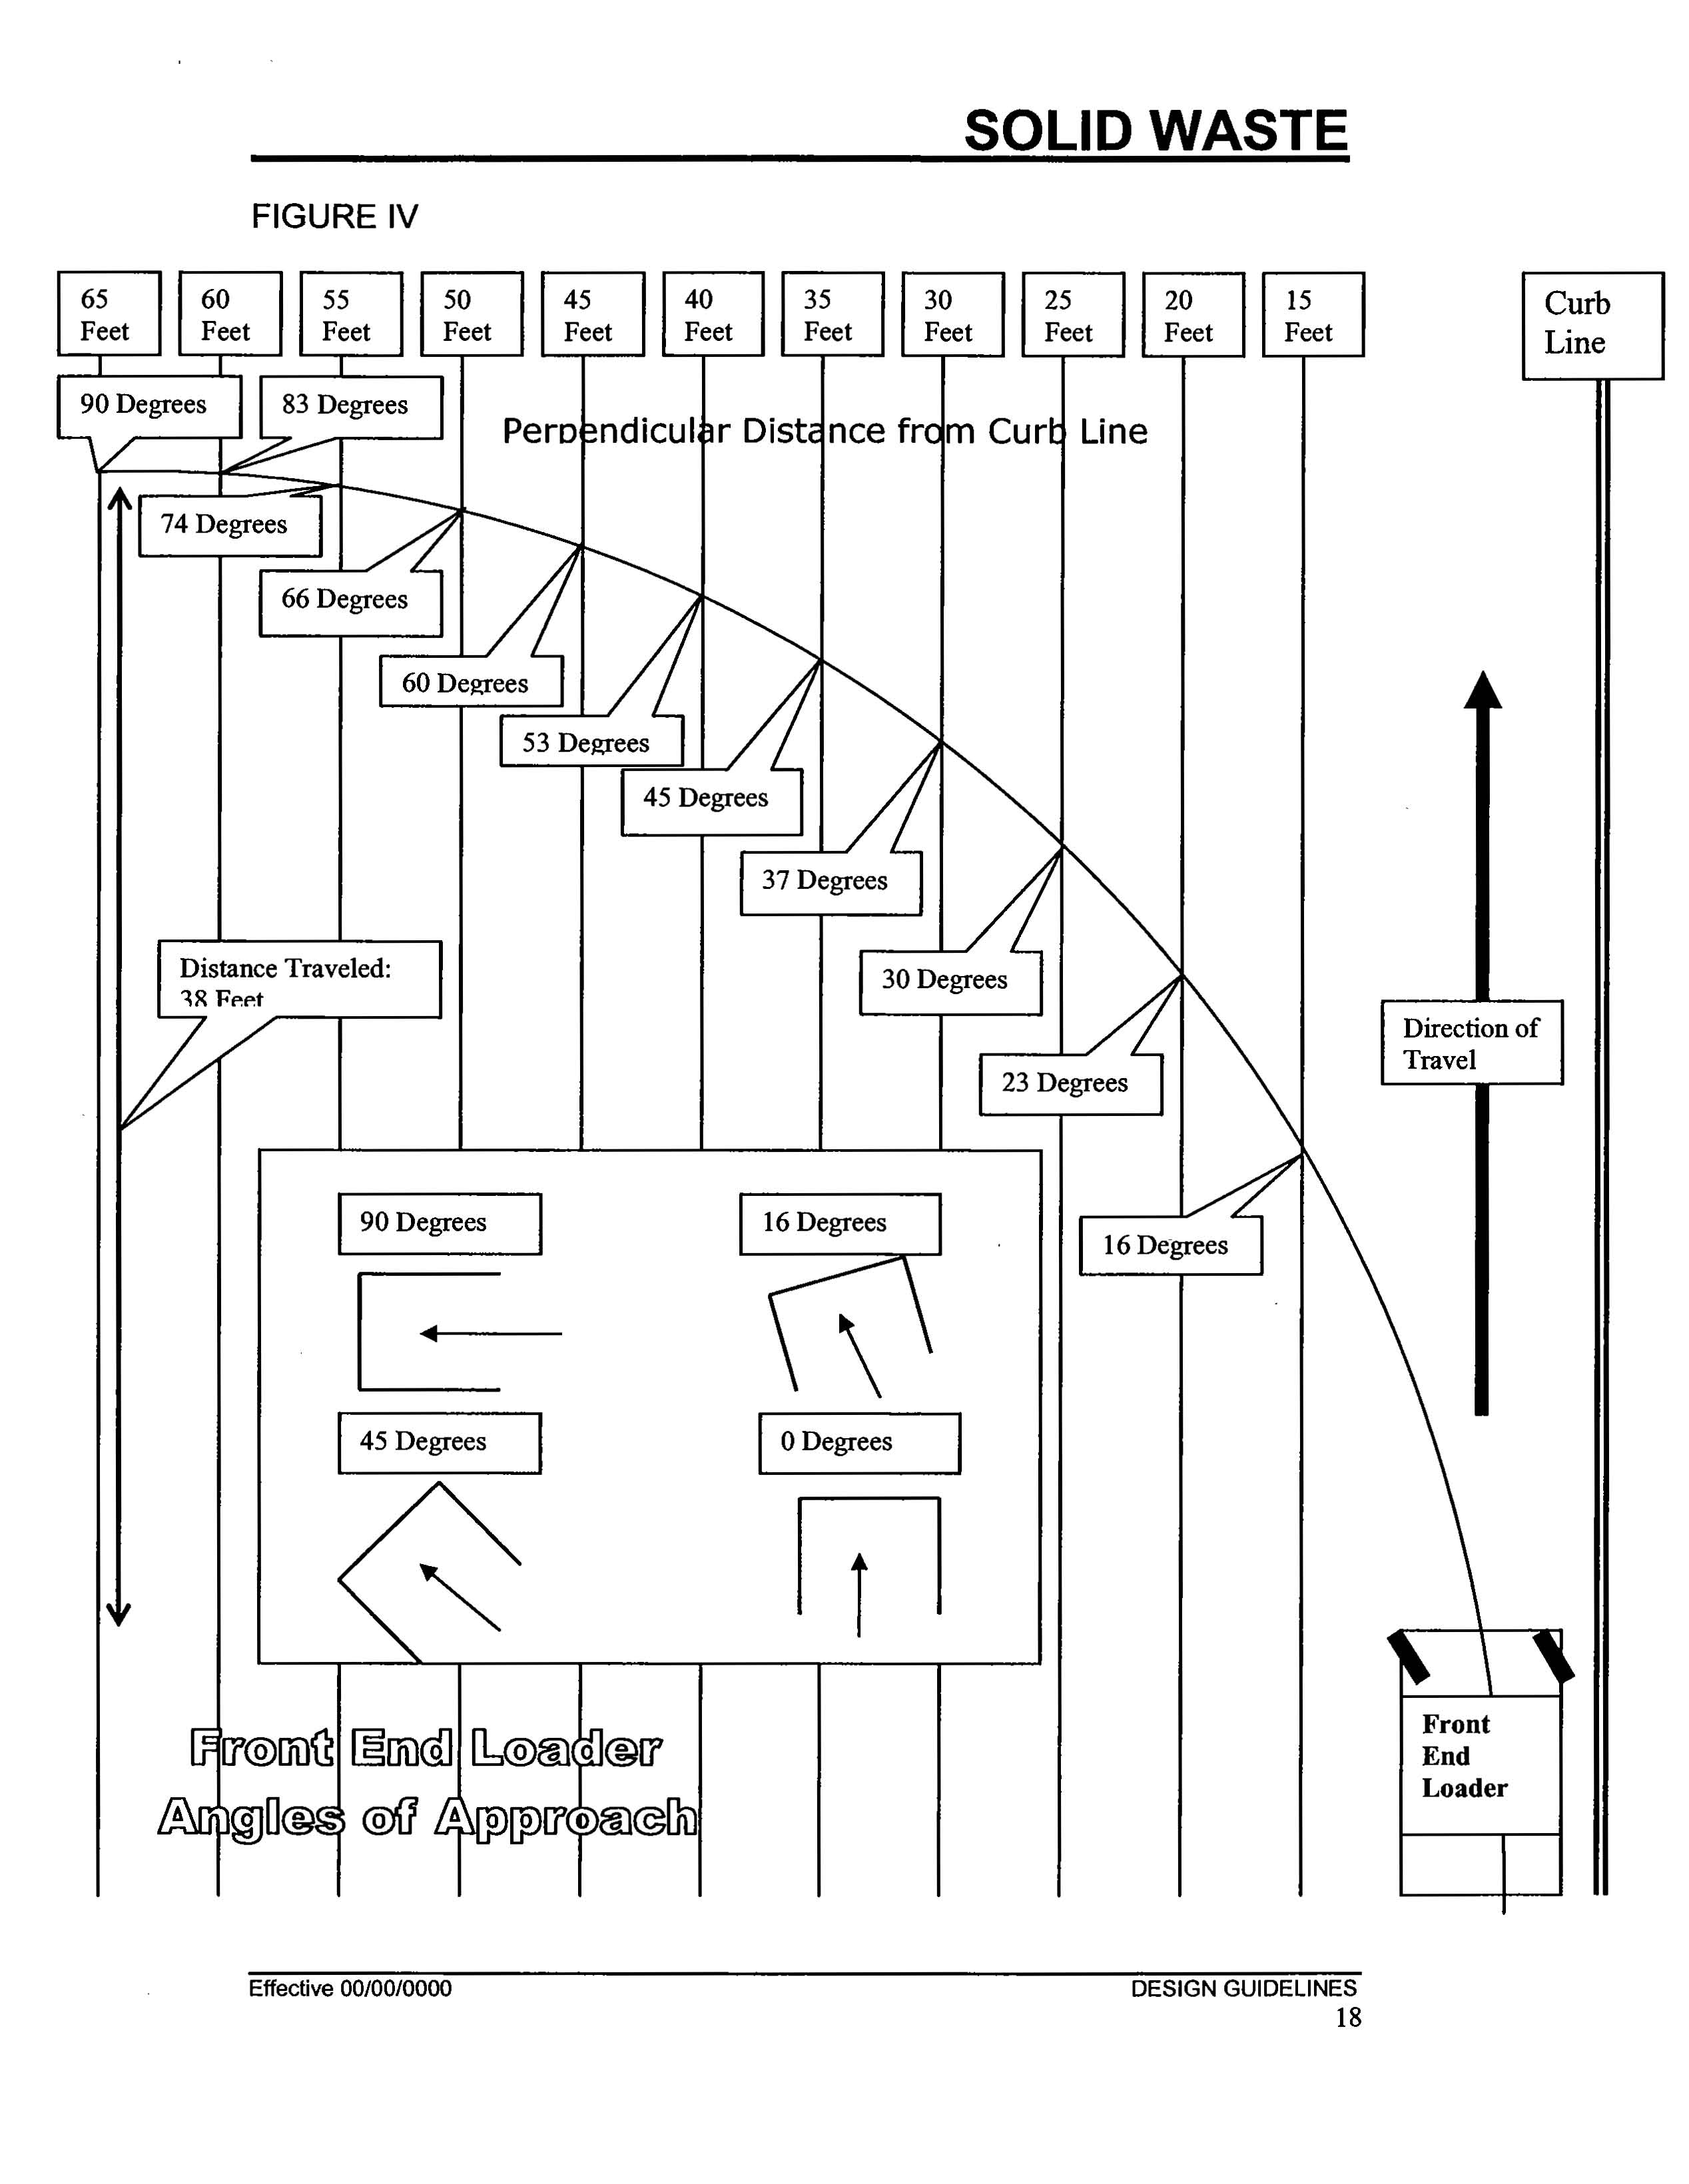 SOLID WASTE
FIGURE IV
65
Feet
60
Feet
55
Feet
50
Feet
45
Feet
40
Feet
35
Feet
30
Feet
25
Feet
20
Feet
15
Feet
Curb
Line
90 Degrees
83 Degrees
Perpendicular Distance from Curb Line
74 Degrees
66 Degrees
60 Degrees
53 Degrees
45 Degrees
37 Degrees
30 Degrees
23 Degrees
16 Degrees
Distance Traveled:
38 Feet
Direction of
Travel
90 Degrees
16 Degrees
45 Degrees
0 Degrees
Front End Loader
Angles of Approach
Front
End
Loader
Effective 00/00/0000
DESIGN GUIDELINES
18